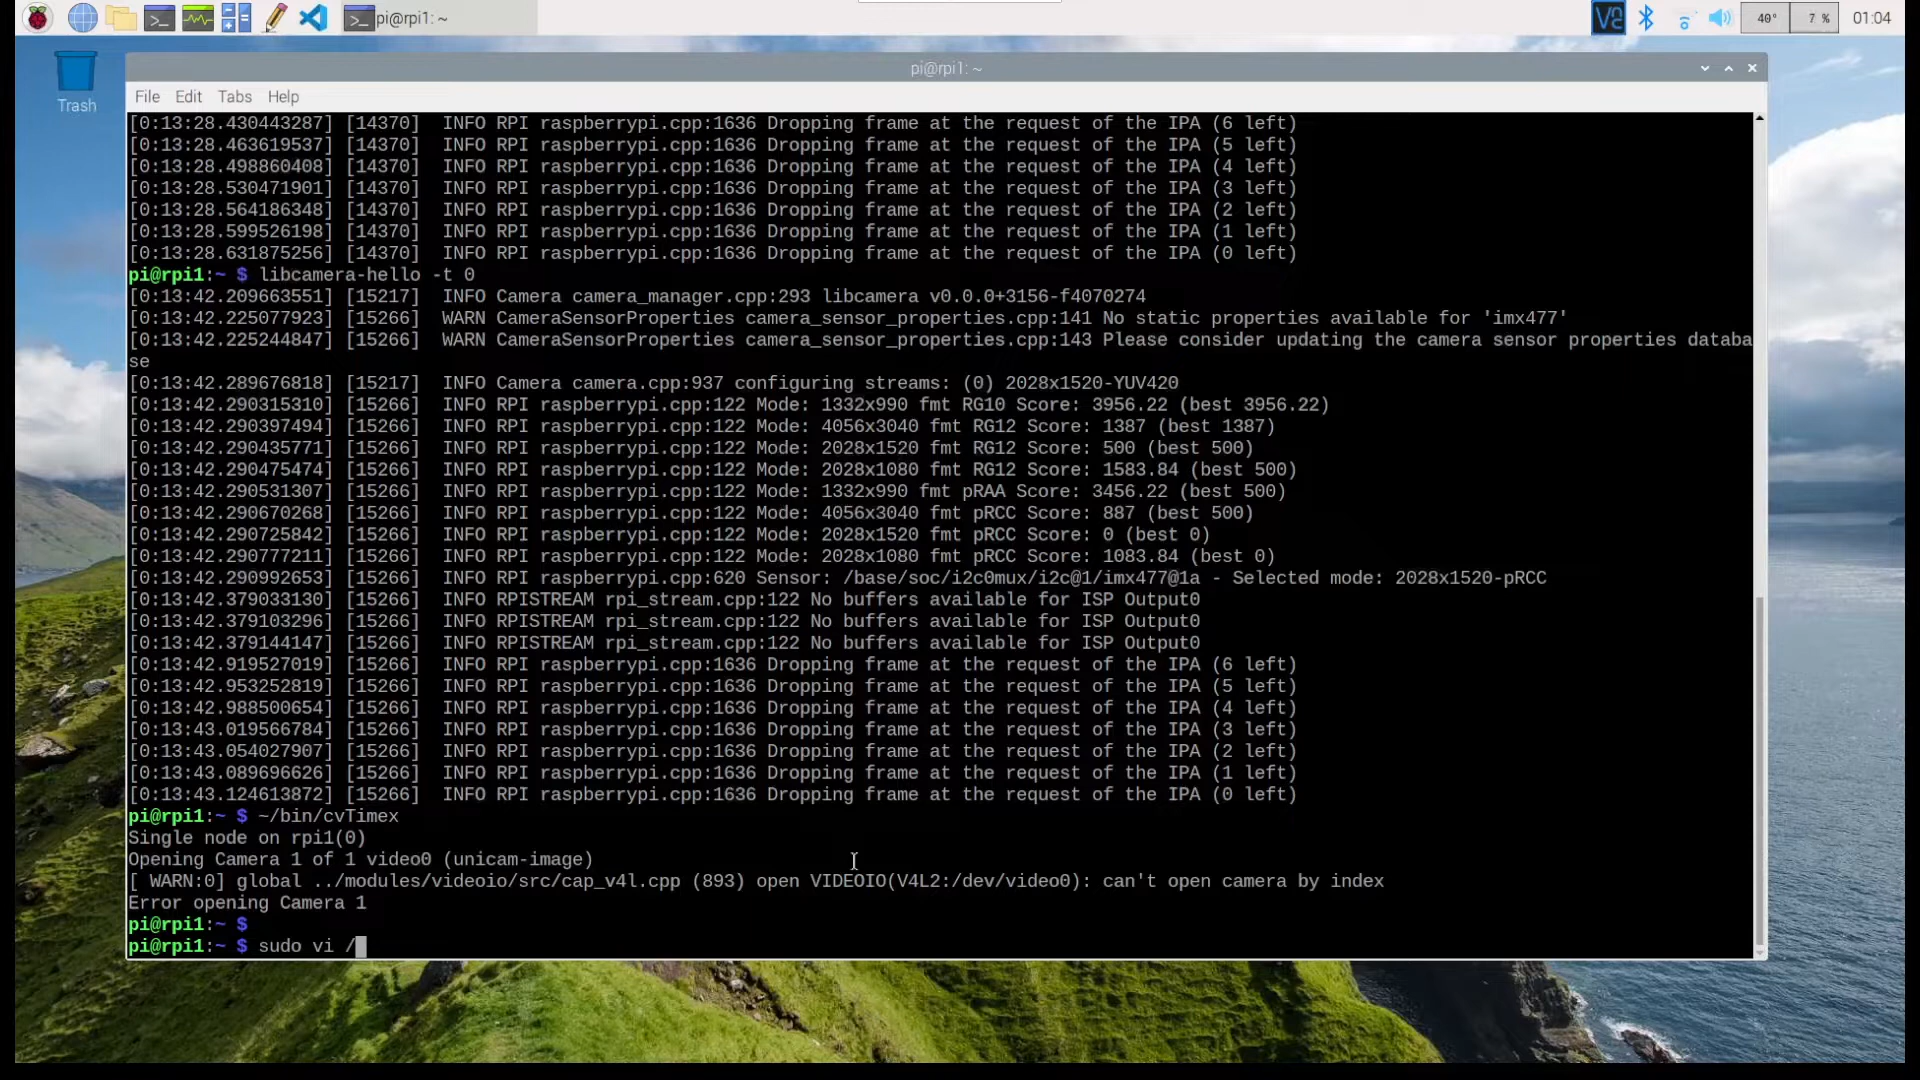 pi@rpi1: ~
40°
7 %
01:04
Trash
pi@rpi1: ~
File Edit Tabs Help
[0:13:28.430443287] [14370]  INFO RPI raspberrypi.cpp:1636 Dropping frame at the request of the IPA (6 left)
[0:13:28.463619537] [14370]  INFO RPI raspberrypi.cpp:1636 Dropping frame at the request of the IPA (5 left)
[0:13:28.498860408] [14370]  INFO RPI raspberrypi.cpp:1636 Dropping frame at the request of the IPA (4 left)
[0:13:28.530471901] [14370]  INFO RPI raspberrypi.cpp:1636 Dropping frame at the request of the IPA (3 left)
[0:13:28.564186348] [14370]  INFO RPI raspberrypi.cpp:1636 Dropping frame at the request of the IPA (2 left)
[0:13:28.599526198] [14370]  INFO RPI raspberrypi.cpp:1636 Dropping frame at the request of the IPA (1 left)
[0:13:28.631875256] [14370]  INFO RPI raspberrypi.cpp:1636 Dropping frame at the request of the IPA (0 left)
pi@rpi1:~ $ libcamera-hello -t 0
[0:13:42.209663551] [15217]  INFO Camera camera_manager.cpp:293 libcamera v0.0.0+3156-f4070274
[0:13:42.225077923] [15266]  WARN CameraSensorProperties camera_sensor_properties.cpp:141 No static properties available for 'imx477'
[0:13:42.225244847] [15266]  WARN CameraSensorProperties camera_sensor_properties.cpp:143 Please consider updating the camera sensor properties databa
se
[0:13:42.289676818] [15217]  INFO Camera camera.cpp:937 configuring streams: (0) 2028x1520-YUV420
[0:13:42.290315310] [15266]  INFO RPI raspberrypi.cpp:122 Mode: 1332x990 fmt RG10 Score: 3956.22 (best 3956.22)
[0:13:42.290397494] [15266]  INFO RPI raspberrypi.cpp:122 Mode: 4056x3040 fmt RG12 Score: 1387 (best 1387)
[0:13:42.290435771] [15266]  INFO RPI raspberrypi.cpp:122 Mode: 2028x1520 fmt RG12 Score: 500 (best 500)
[0:13:42.290475474] [15266]  INFO RPI raspberrypi.cpp:122 Mode: 2028x1080 fmt RG12 Score: 1583.84 (best 500)
[0:13:42.290531307] [15266]  INFO RPI raspberrypi.cpp:122 Mode: 1332x990 fmt pRAA Score: 3456.22 (best 500)
[0:13:42.290670268] [15266]  INFO RPI raspberrypi.cpp:122 Mode: 4056x3040 fmt pRCC Score: 887 (best 500)
[0:13:42.290725842] [15266]  INFO RPI raspberrypi.cpp:122 Mode: 2028x1520 fmt pRCC Score: 0 (best 0)
[0:13:42.290777211] [15266]  INFO RPI raspberrypi.cpp:122 Mode: 2028x1080 fmt pRCC Score: 1083.84 (best 0)
[0:13:42.290992653] [15266]  INFO RPI raspberrypi.cpp:620 Sensor: /base/soc/i2c0mux/i2c@1/imx477@1a - Selected mode: 2028x1520-pRCC
[0:13:42.379033130] [15266]  INFO RPISTREAM rpi_stream.cpp:122 No buffers available for ISP Output0
[0:13:42.379103296] [15266]  INFO RPISTREAM rpi_stream.cpp:122 No buffers available for ISP Output0
[0:13:42.379144147] [15266]  INFO RPISTREAM rpi_stream.cpp:122 No buffers available for ISP Output0
[0:13:42.919527019] [15266]  INFO RPI raspberrypi.cpp:1636 Dropping frame at the request of the IPA (6 left)
[0:13:42.953252819] [15266]  INFO RPI raspberrypi.cpp:1636 Dropping frame at the request of the IPA (5 left)
[0:13:42.988500654] [15266]  INFO RPI raspberrypi.cpp:1636 Dropping frame at the request of the IPA (4 left)
[0:13:43.019566784] [15266]  INFO RPI raspberrypi.cpp:1636 Dropping frame at the request of the IPA (3 left)
[0:13:43.054027907] [15266]  INFO RPI raspberrypi.cpp:1636 Dropping frame at the request of the IPA (2 left)
[0:13:43.089696626] [15266]  INFO RPI raspberrypi.cpp:1636 Dropping frame at the request of the IPA (1 left)
[0:13:43.124613872] [15266]  INFO RPI raspberrypi.cpp:1636 Dropping frame at the request of the IPA (0 left)
pi@rpi1:~ $ ~/bin/cvTimex
Single node on rpi1(0)
Opening Camera 1 of 1 video0 (unicam-image)
[ WARN:0] global ../modules/videoio/src/cap_v4l.cpp (893) open VIDEOIO(V4L2:/dev/video0): can't open camera by index
Error opening Camera 1
pi@rpi1:~ $
pi@rpi1:~ $ sudo vi /